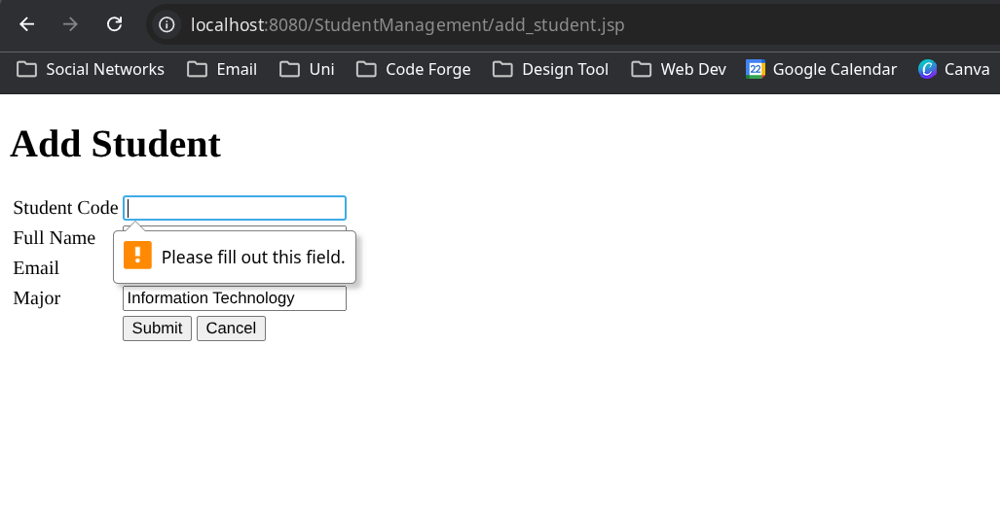 localhost:8080/StudentManagement/add_student.jsp
Social Networks Email Uni Code Forge Design Tool Web Dev 22 Google Calendar Canva
Add Student
Student Code
Full Name
Please fill out this field.
Email
Major Information Technology
Submit Cancel